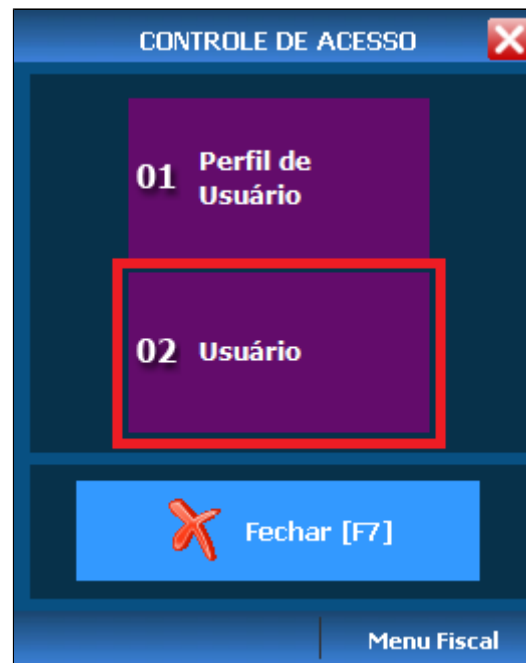 CONTROLE DE ACESSO
01 Perfil de
Usuário
02 Usuário
Fechar [F7]
Menu Fiscal